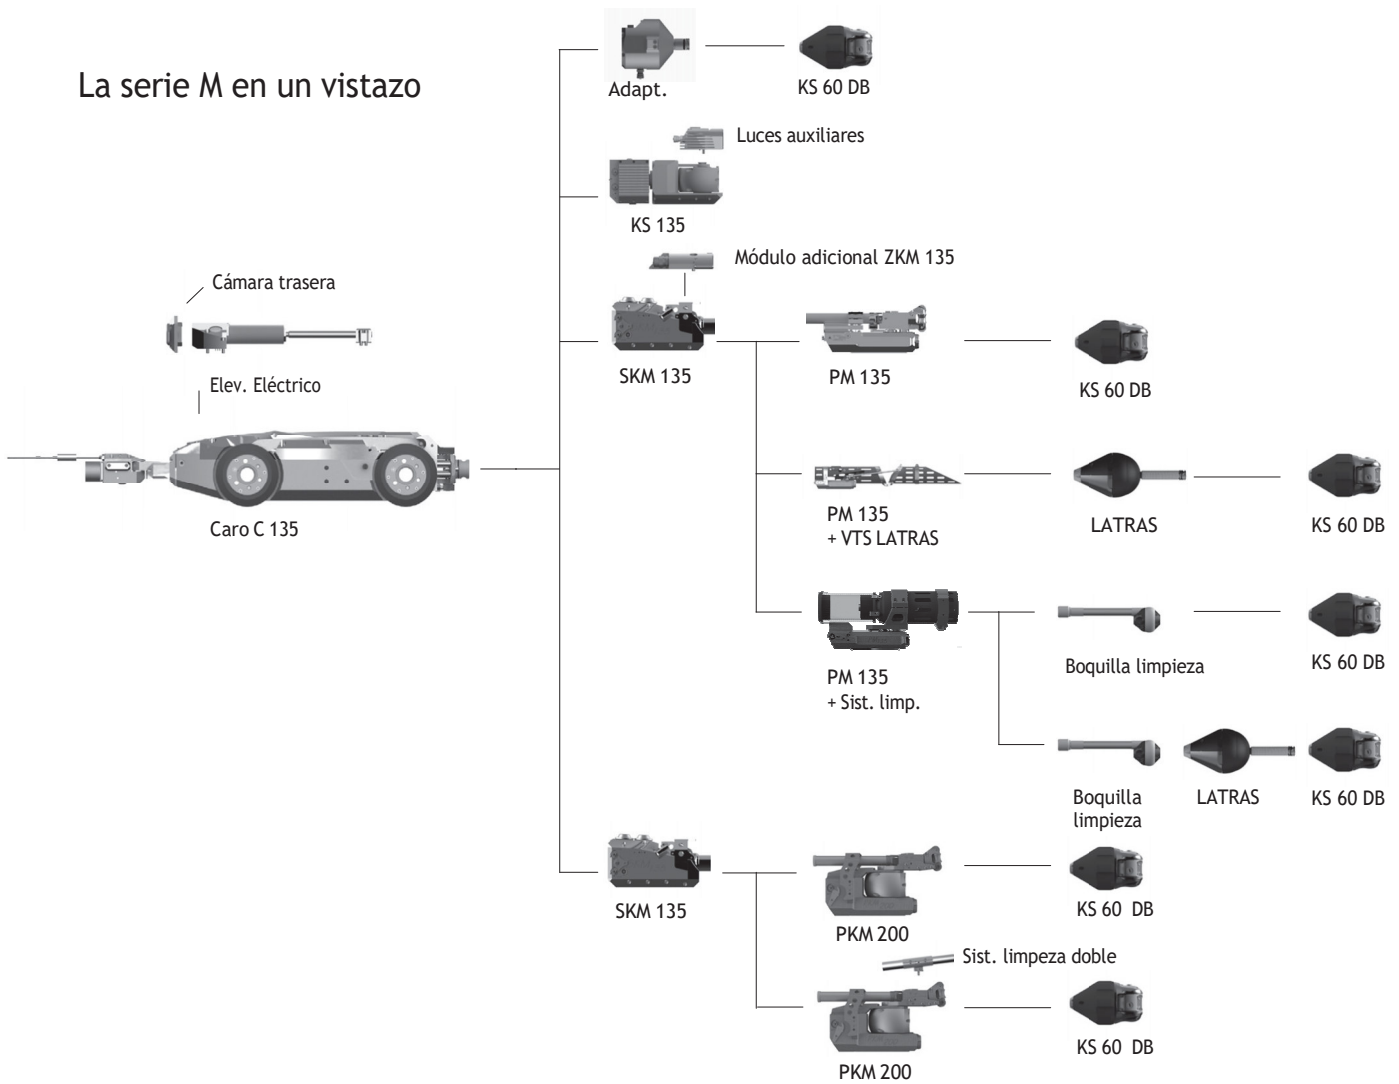 La serie M en un vistazo
Adapt.
KS 60 DB
Luces auxiliares
KS 135
Módulo adicional ZKM 135
Cámara trasera
Elev. Eléctrico
SKM 135
PM 135
KS 60 DB
Caro C 135
PM 135
+ VTS LATRAS
LATRAS
KS 60 DB
PM 135
+ Sist. limp.
Boquilla limpieza
KS 60 DB
Boquilla
limpieza
LATRAS
KS 60 DB
SKM 135
PKM 200
KS 60 DB
Sist. limpeza doble
PKM 200
KS 60 DB